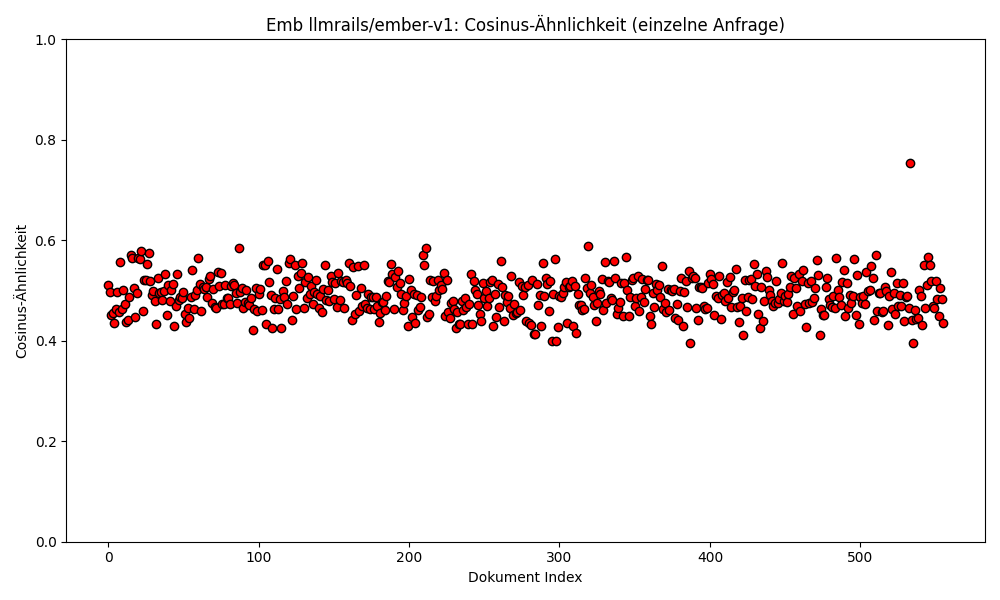 Emb llmrails/ember-v1: Cosinus-Ähnlichkeit (einzelne Anfrage)
1.0
0.8
0.6
0.4
0.2
0.0
Cosinus-Ähnlichkeit
0 100 200 300 400 500
Dokument Index